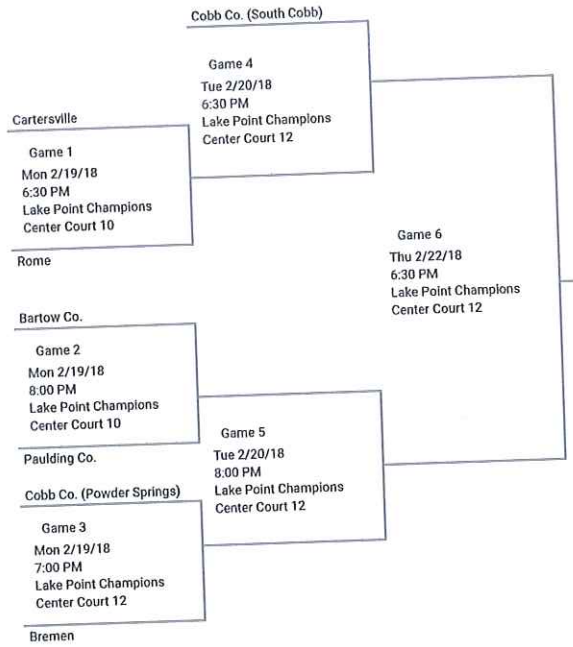 Cobb Co. (South Cobb)
Game 4
Tue 2/20/18
6:30 PM
Lake Point Champions
Center Court 12
Cartersville
Game 1
Mon 2/19/18
6:30 PM
Lake Point Champions
Center Court 10
Rome
Game 6
Thu 2/22/18
6:30 PM
Lake Point Champions
Center Court 12
Bartow Co.
Game 2
Mon 2/19/18
8:00 PM
Lake Point Champions
Center Court 10
Paulding Co.
Game 5
Tue 2/20/18
8:00 PM
Lake Point Champions
Center Court 12
Cobb Co. (Powder Springs)
Game 3
Mon 2/19/18
7:00 PM
Lake Point Champions
Center Court 12
Bremen